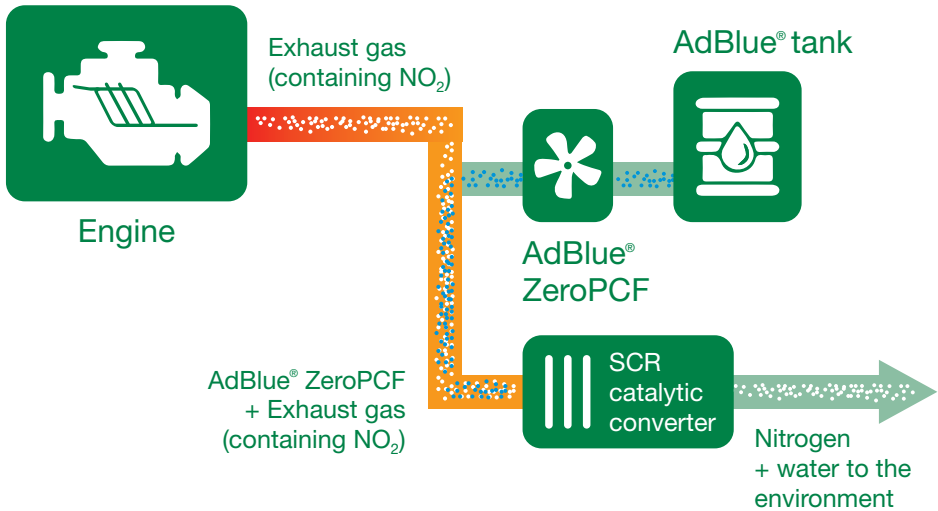 Exhaust gas
(containing NO₂)
AdBlue® tank
Engine
AdBlue®
ZeroPCF
AdBlue® ZeroPCF
+ Exhaust gas
(containing NO₂)
SCR
catalytic
converter
Nitrogen
+ water to the
environment